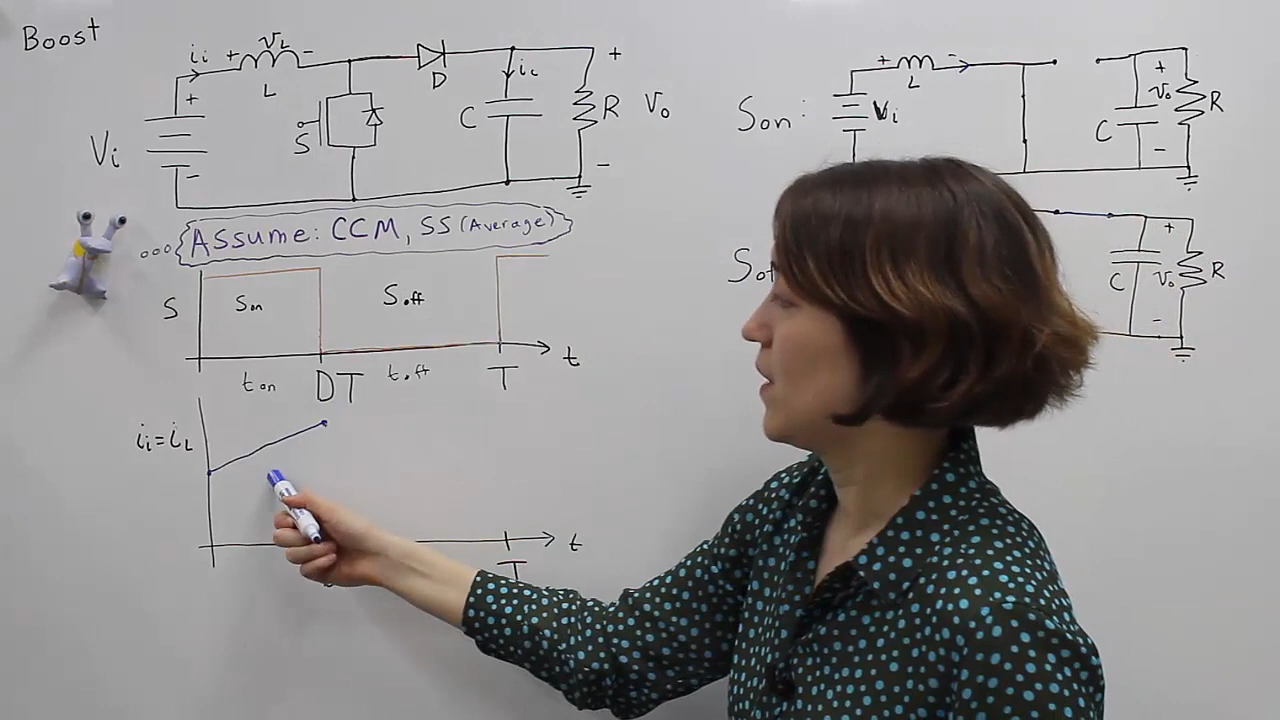 Boost
ii + vL -
L
D
ic
+
Vi
+
-
S
C
R
Vo
-
Assume: CCM, SS (Average)
S
Son
Soff
t
ton
DT
toff
T
ii = iL
t
T
Son:
+ -
L
Vi
C
+
vo
-
R
C
+
vo
-
R